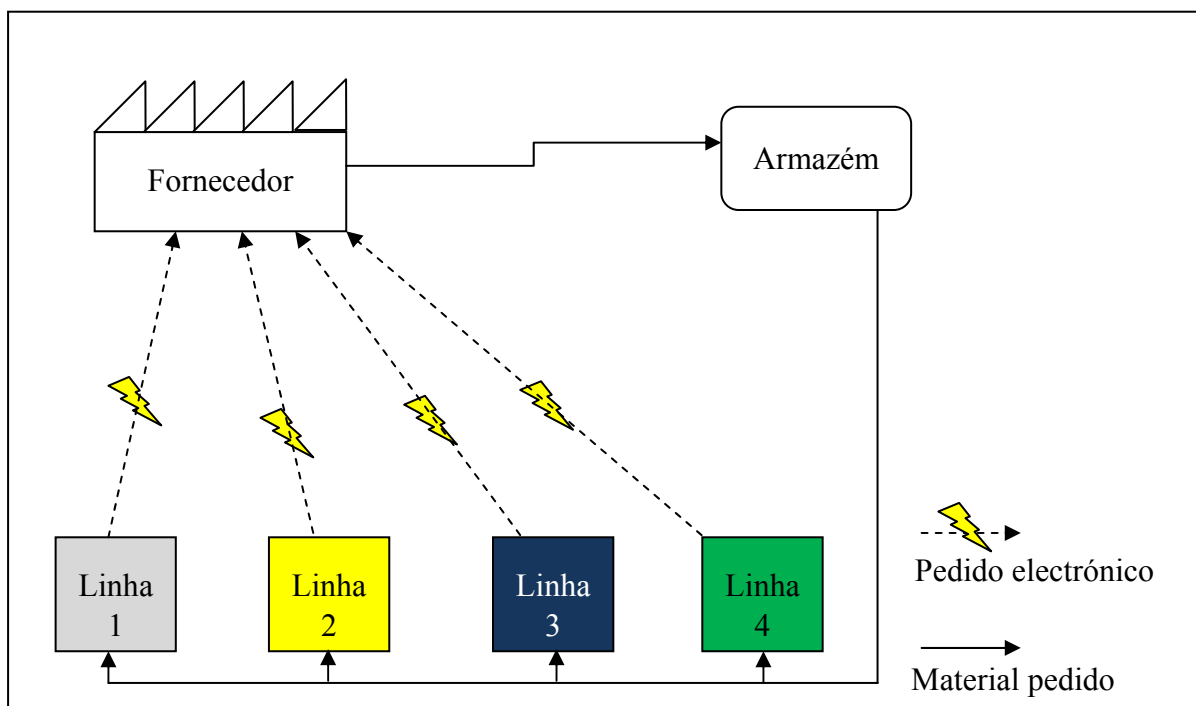 Fornecedor
Armazém
Linha
1
Linha
2
Linha
3
Linha
4
Pedido electrónico
Material pedido